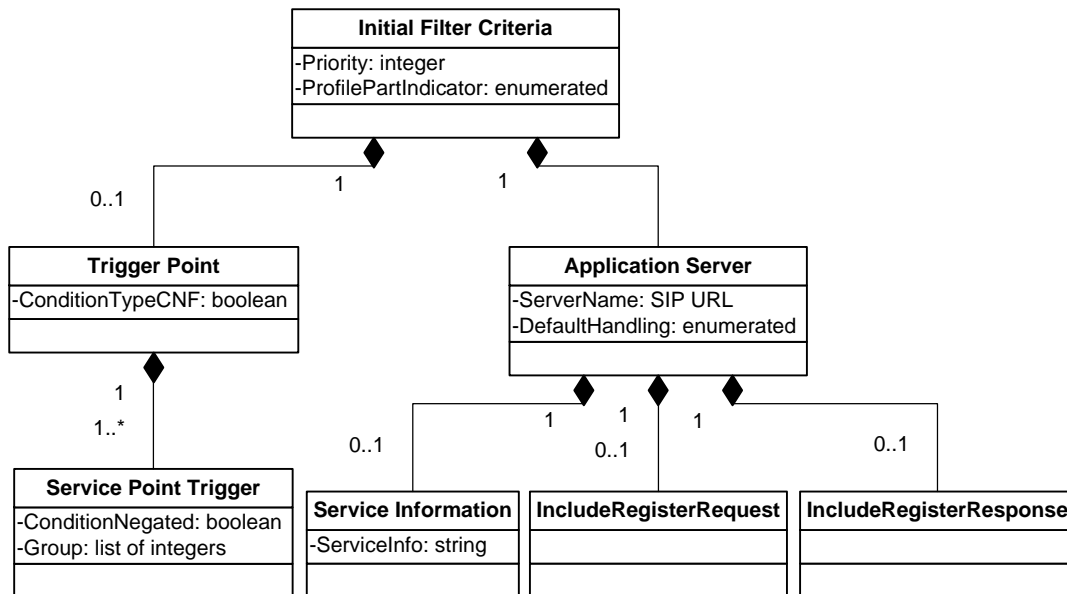 Initial Filter Criteria
-Priority: integer
-ProfilePartIndicator: enumerated
1
1
0..1
Trigger Point
-ConditionTypeCNF: boolean
Application Server
-ServerName: SIP URL
-DefaultHandling: enumerated
1
1..*
1
1
1
0..1
0..1
0..1
Service Point Trigger
-ConditionNegated: boolean
-Group: list of integers
Service Information
-ServiceInfo: string
IncludeRegisterRequest
IncludeRegisterResponse